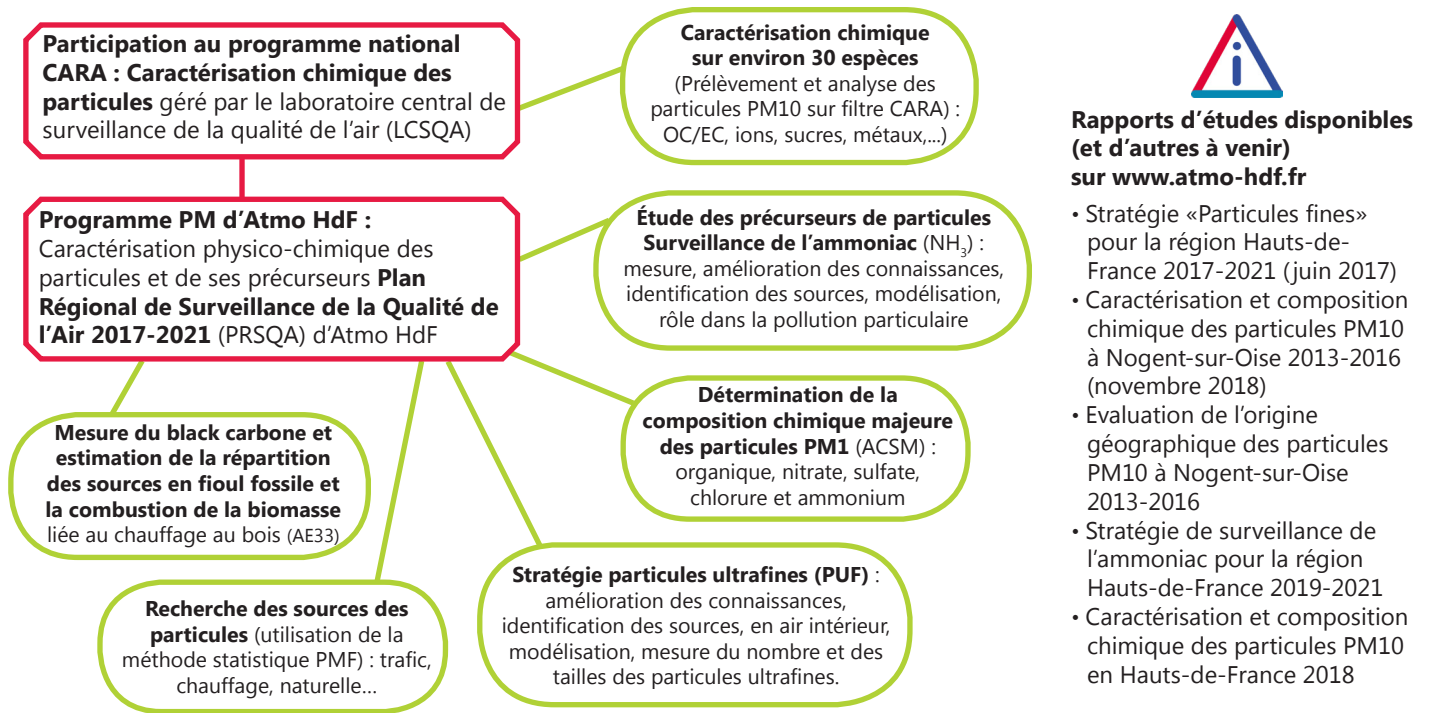 Participation au programme national
CARA : Caractérisation chimique des
particules géré par le laboratoire central de
surveillance de la qualité de l'air (LCSQA)
Caractérisation chimique
sur environ 30 espèces
(Prélèvement et analyse des
particules PM10 sur filtre CARA) :
OC/EC, ions, sucres, métaux,...)
Programme PM d'Atmo HdF :
Caractérisation physico-chimique des
particules et de ses précurseurs Plan
Régional de Surveillance de la Qualité de
l'Air 2017-2021 (PRSQA) d'Atmo HdF
Étude des précurseurs de particules
Surveillance de l'ammoniac (NH3) :
mesure, amélioration des connaissances,
identification des sources, modélisation,
rôle dans la pollution particulaire
Détermination de la
composition chimique majeure
des particules PM1 (ACSM) :
organique, nitrate, sulfate,
chlorure et ammonium
Mesure du black carbone et
estimation de la répartition
des sources en fioul fossile et
la combustion de la biomasse
liée au chauffage au bois (AE33)
Recherche des sources des
particules (utilisation de la
méthode statistique PMF) : trafic,
chauffage, naturelle...
Stratégie particules ultrafines (PUF) :
amélioration des connaissances,
identification des sources, en air intérieur,
modélisation, mesure du nombre et des
tailles des particules ultrafines.
i
Rapports d'études disponibles
(et d'autres à venir)
sur www.atmo-hdf.fr
• Stratégie «Particules fines»
pour la région Hauts-de-
France 2017-2021 (juin 2017)
• Caractérisation et composition
chimique des particules PM10
à Nogent-sur-Oise 2013-2016
(novembre 2018)
• Evaluation de l'origine
géographique des particules
PM10 à Nogent-sur-Oise
2013-2016
• Stratégie de surveillance de
l'ammoniac pour la région
Hauts-de-France 2019-2021
• Caractérisation et composition
chimique des particules PM10
en Hauts-de-France 2018